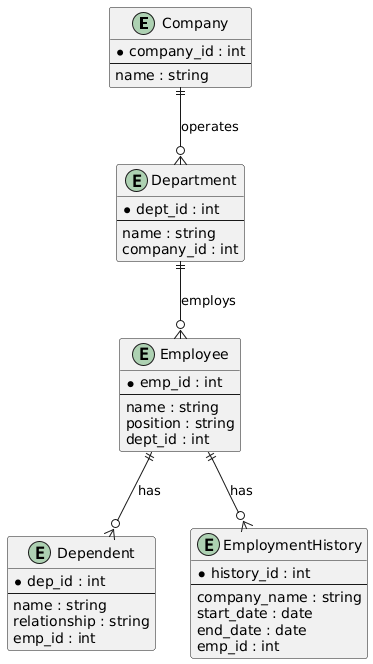 E Company
* company_id : int
name : string
operates
E Department
* dept_id : int
name : string
company_id : int
employs
E Employee
* emp_id : int
name : string
position : string
dept_id : int
has
has
E Dependent
* dep_id : int
name : string
relationship : string
emp_id : int
E EmploymentHistory
* history_id : int
company_name : string
start_date : date
end_date : date
emp_id : int